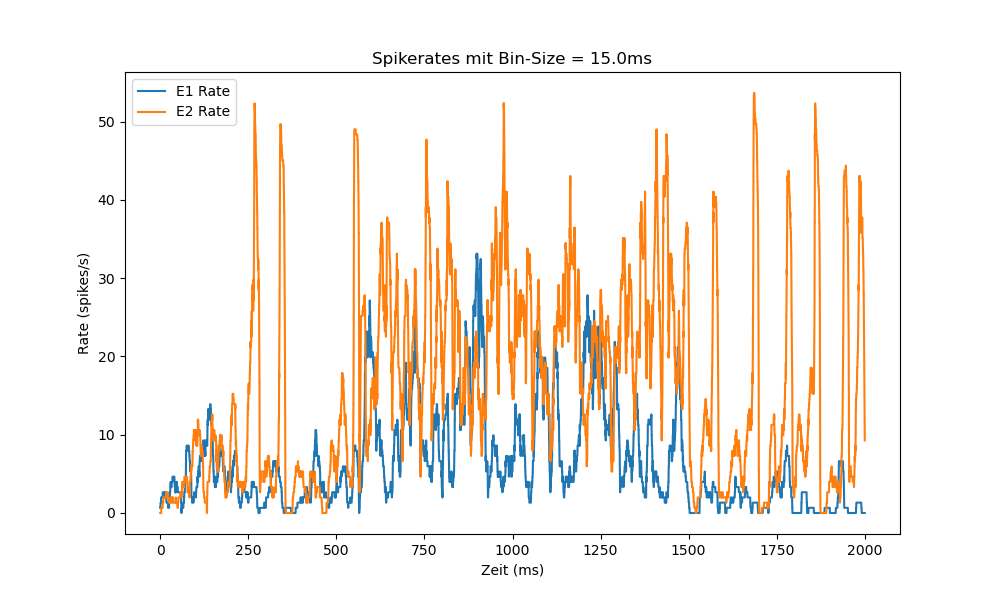 Spikerates mit Bin-Size = 15.0ms
E1 Rate
E2 Rate
Rate (spikes/s)
50
40
30
20
10
0
0 250 500 750 1000 1250 1500 1750 2000
Zeit (ms)